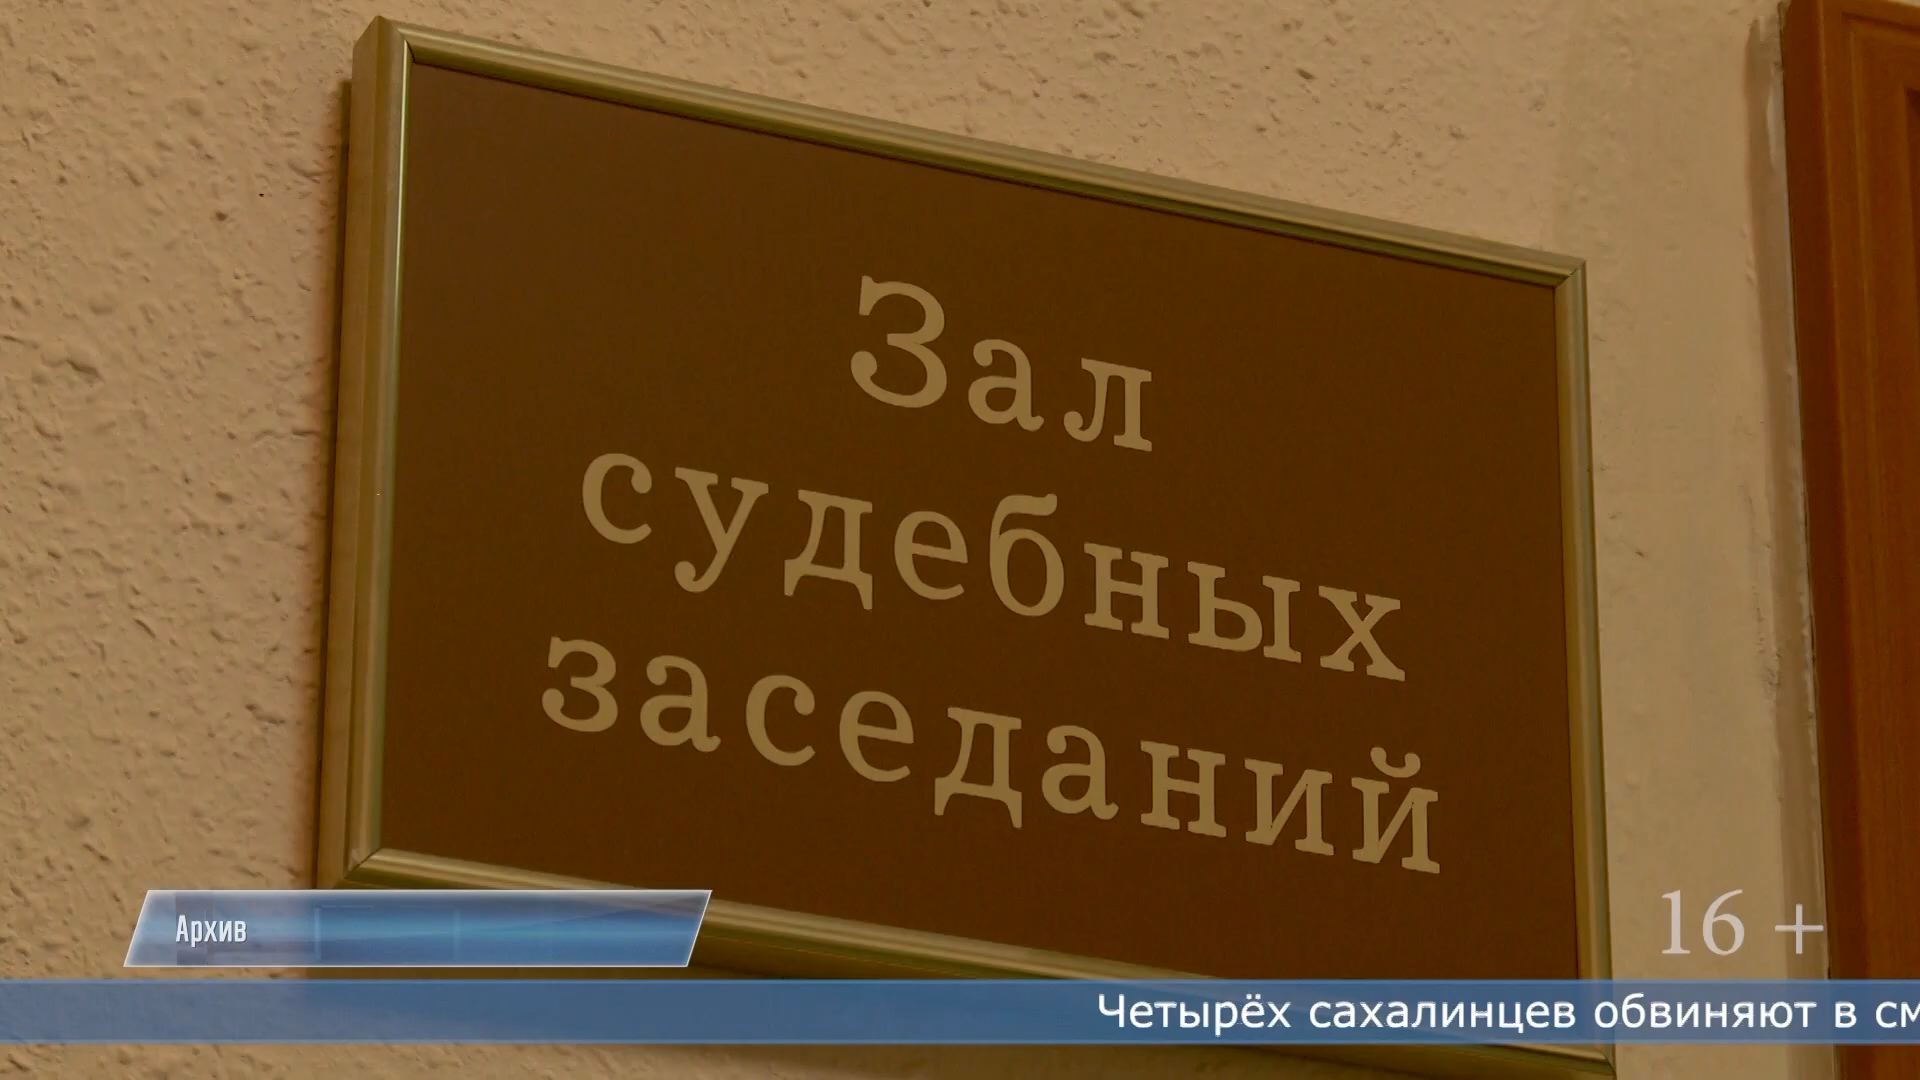 Зал
судебных
заседаний
Архив
16 +
Четырёх сахалинцев обвиняют в